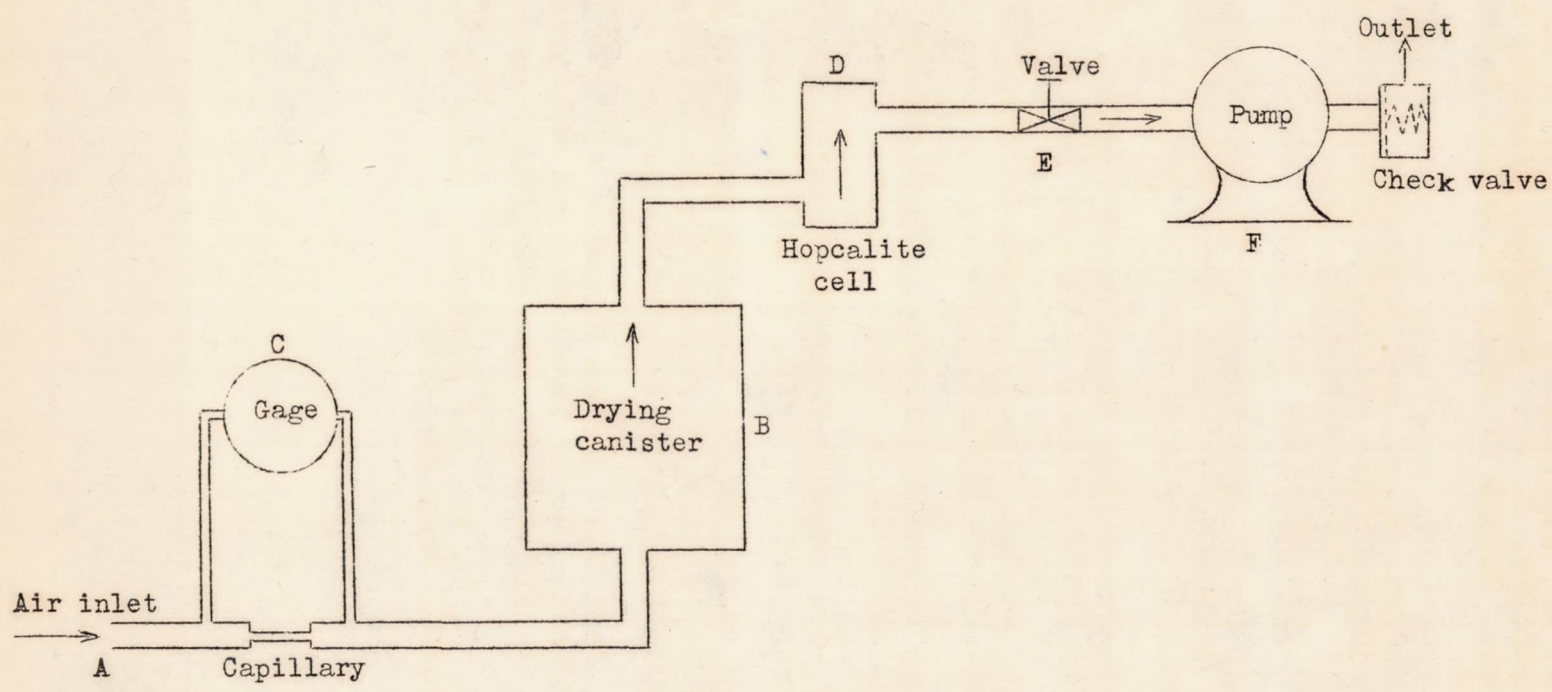 Outlet
D
Valve
Pump
E
Check valve
F
Hopcalite
cell
C
Gage
Drying
canister
B
Air inlet
A
Capillary